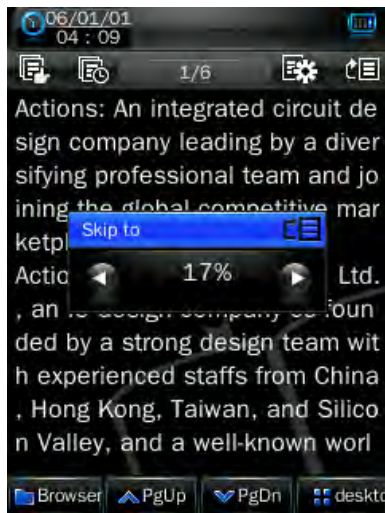 06/01/01
04 : 09
1/6
Actions: An integrated circuit de
sign company leading by a diver
sifying professional team and jo
ining the global competitive mar
ketpl
Skip to
17%
Actio Ltd.
, an design company co foun
ded by a strong design team wit
h experienced staffs from China
, Hong Kong, Taiwan, and Silico
n Valley, and a well-known worl
Browser PgUp PgDn deskto